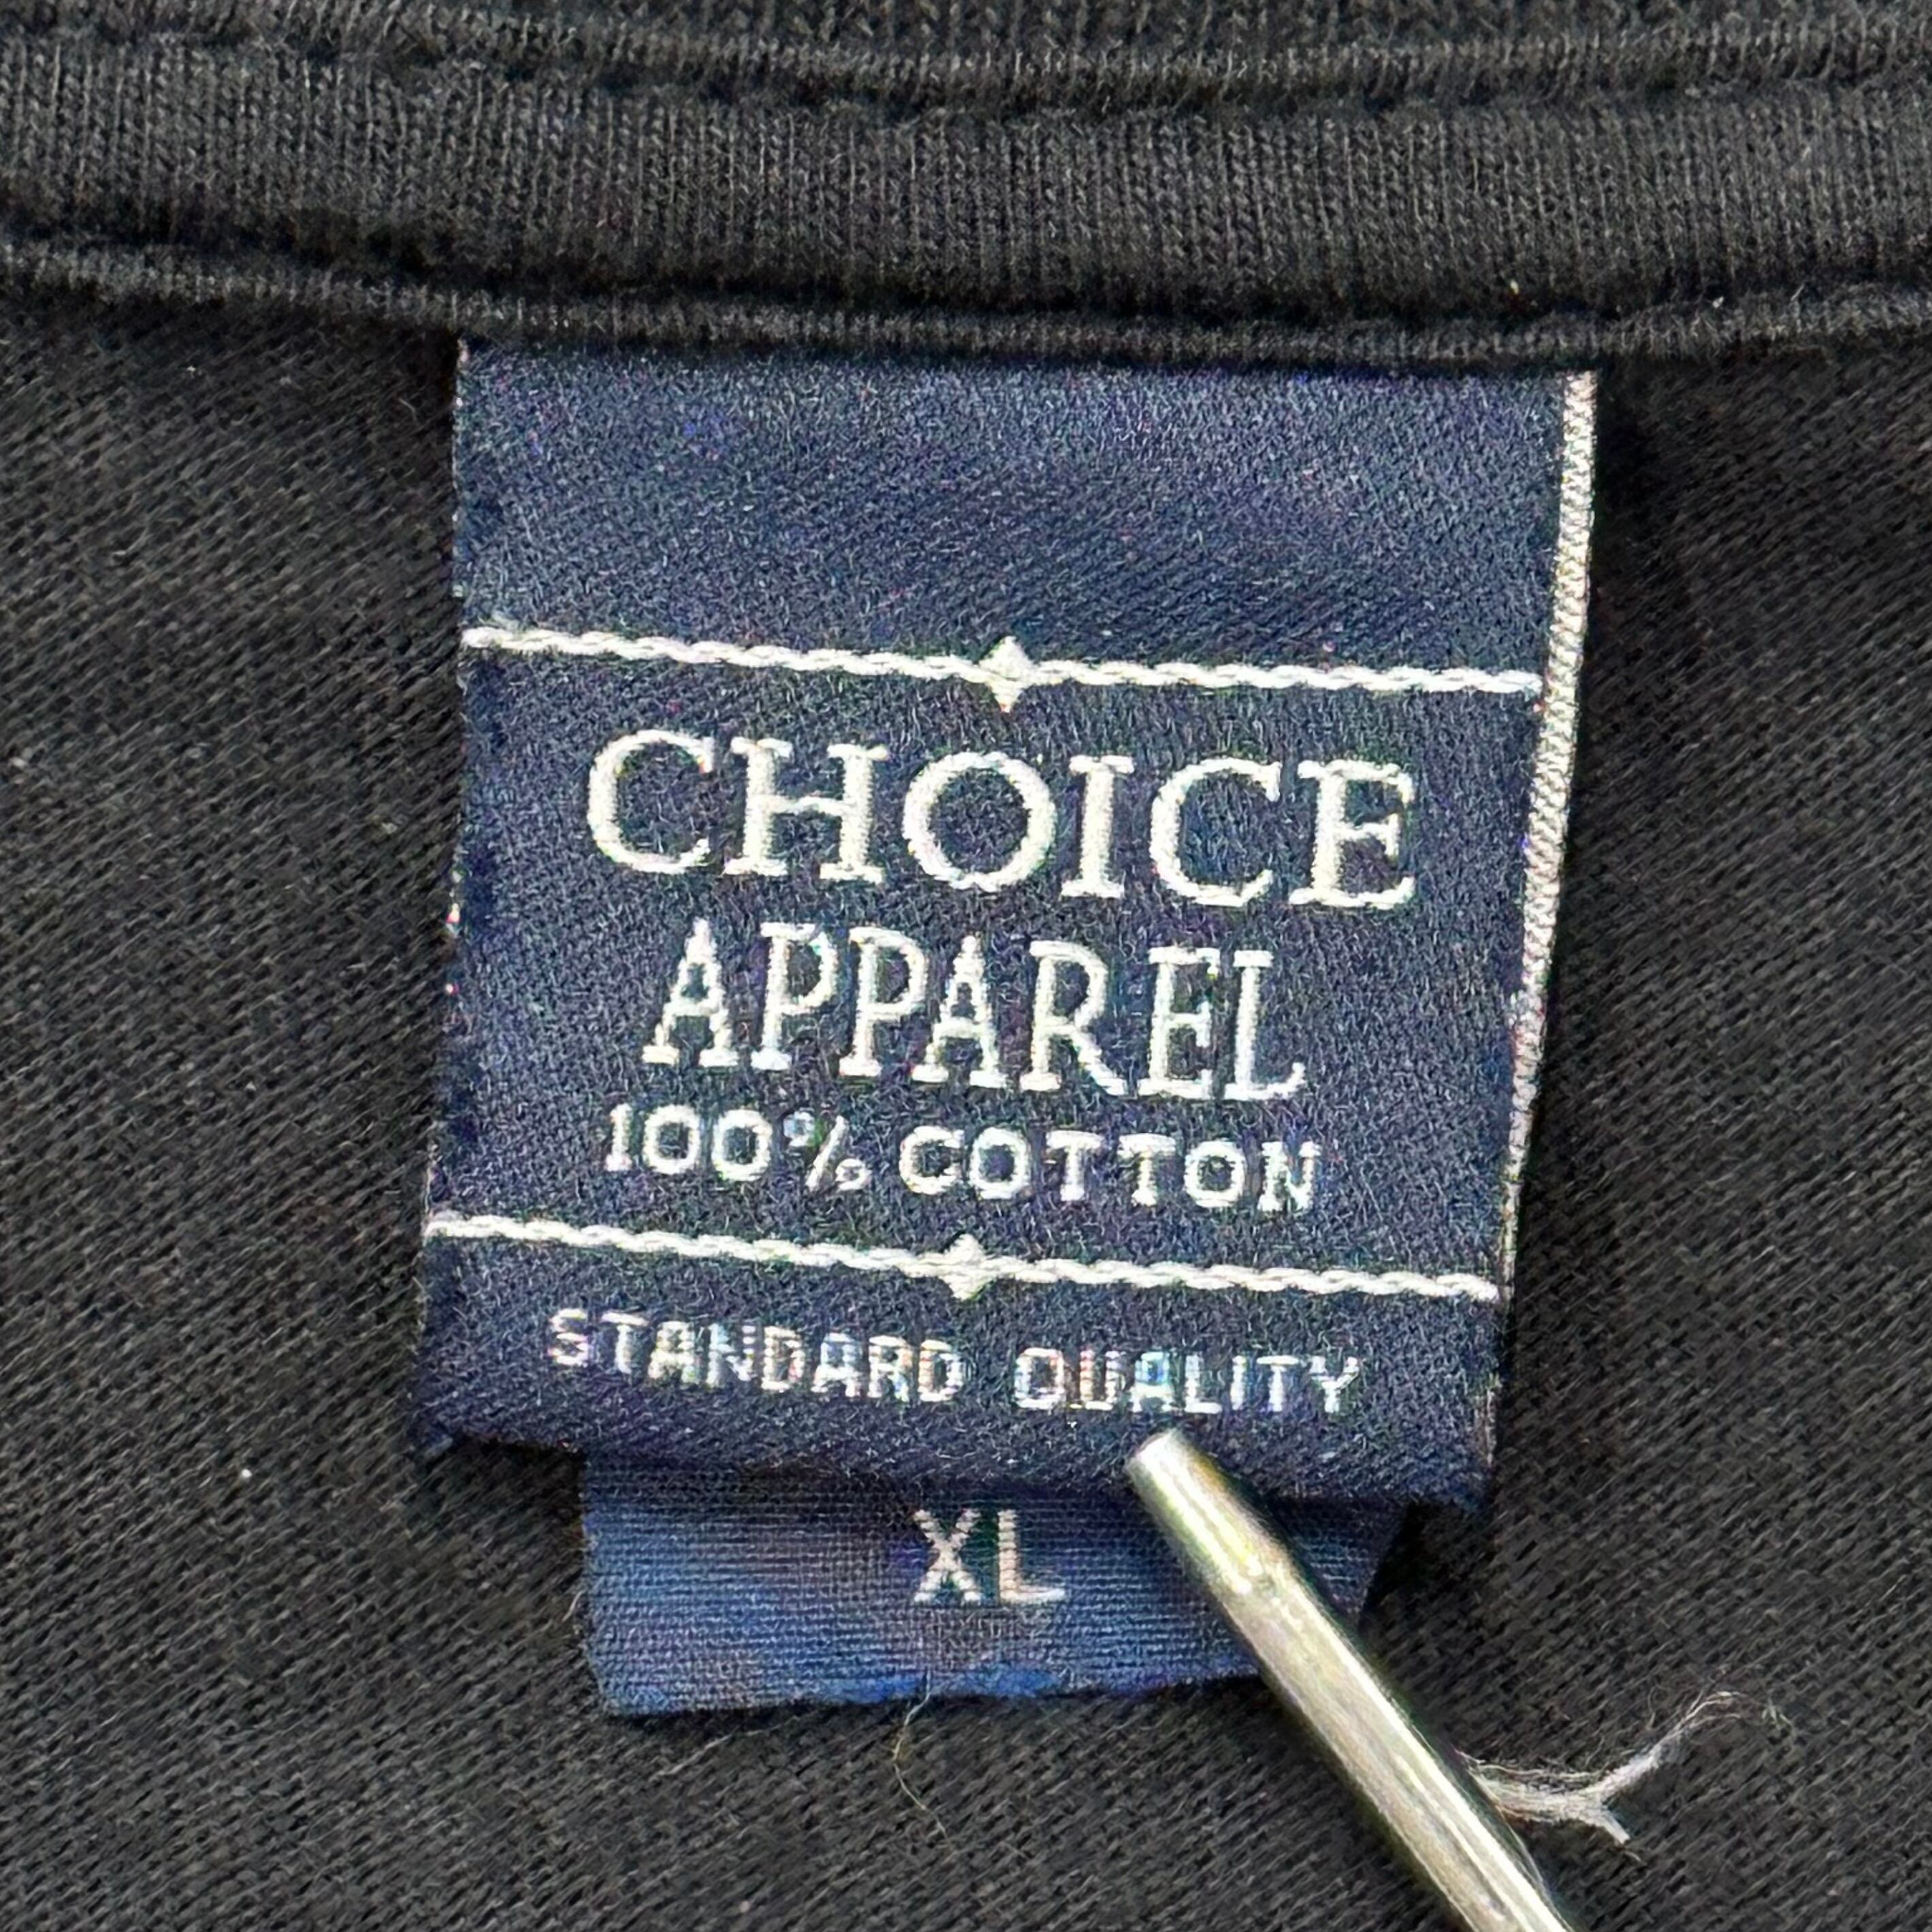 CHOICE
APPAREL
100% COTTON
STANDARD QUALITY
XL